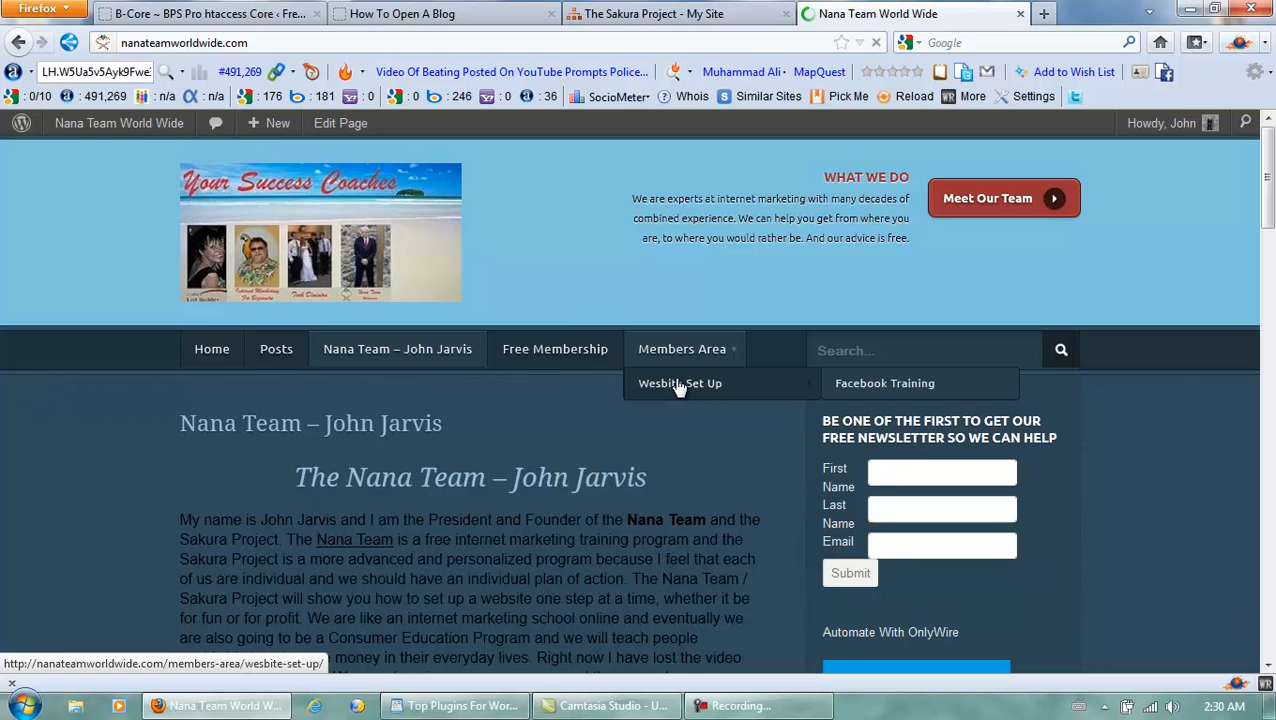 Firefox
B-Core ~ BPS Pro htaccess Core ‹ Fre...
How To Open A Blog
The Sakura Project - My Site
Nana Team World Wide
nanateamworldwide.com
Google
LH.W5Ua5v5Ayk9Fwe:
#491,269
Video Of Beating Posted On YouTube Prompts Police...
Muhammad Ali
MapQuest
Add to Wish List
0/10
491,269
: n/a
: n/a
: 176
: 181
: n/a
: 0
: 246
: n/a
: 36
SocioMeter
Whois
Similar Sites
Pick Me
Reload
More
Settings
Nana Team World Wide
New
Edit Page
Howdy, John
Your Success Coaches
List Builder
Internet Marketing
For Beginners
Tech Division
WHAT WE DO
We are experts at internet marketing with many decades of
combined experience. We can help you get from where you
are, to where you would rather be. And our advice is free.
Meet Our Team
Home
Posts
Nana Team – John Jarvis
Free Membership
Members Area
Search...
Wesbite Set Up
Facebook Training
Nana Team – John Jarvis
The Nana Team – John Jarvis
My name is John Jarvis and I am the President and Founder of the Nana Team and the
Sakura Project. The Nana Team is a free internet marketing training program and the
Sakura Project is a more advanced and personalized program because I feel that each
of us are individual and we should have an individual plan of action. The Nana Team /
Sakura Project will show you how to set up a website one step at a time, whether it be
for fun or for profit. We are like an internet marketing school online and eventually we
are also going to be a Consumer Education Program and we will teach people
money in their everyday lives. Right now I have lost the video
BE ONE OF THE FIRST TO GET OUR
FREE NEWSLETTER SO WE CAN HELP
First
Name
Last
Name
Email
Submit
Automate With OnlyWire
http://nanateamworldwide.com/members-area/wesbite-set-up/
Nana Team World W...
Top Plugins For Wor...
Camtasia Studio - U...
Recording...
2:30 AM